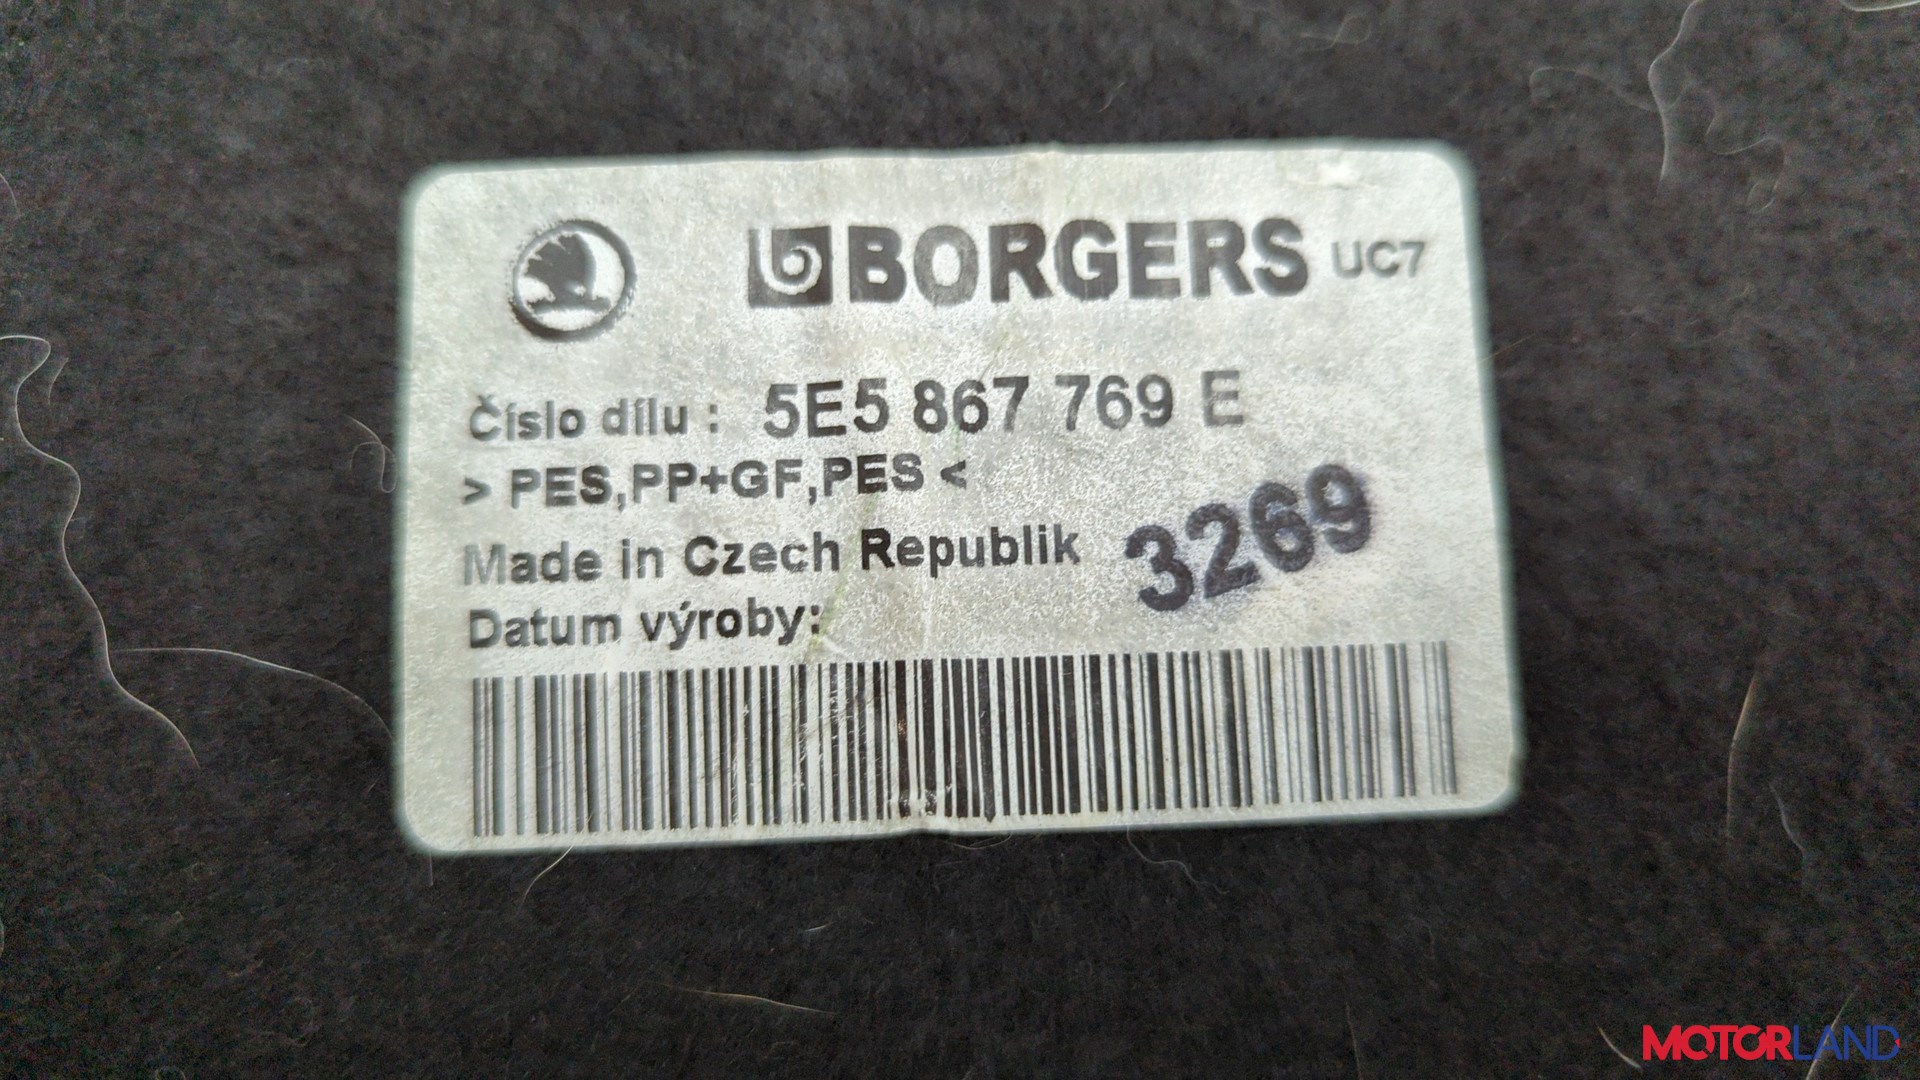 BORGERS UC7
Číslo dílu : 5E5 867 769 E
> PES,PP+GF,PES <
Made in Czech Republik
3269
Datum výroby:
MOTORLAND